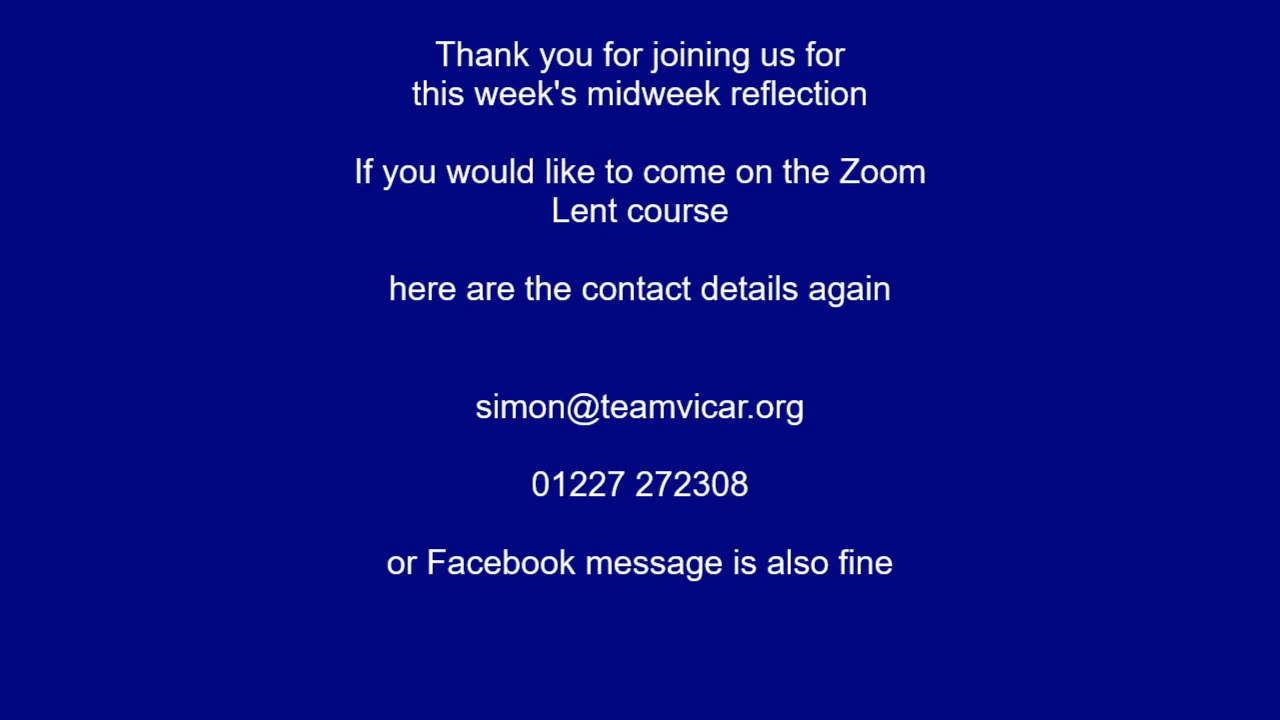 Thank you for joining us for
this week's midweek reflection
If you would like to come on the Zoom
Lent course
here are the contact details again
simon@teamvicar.org
01227 272308
or Facebook message is also fine